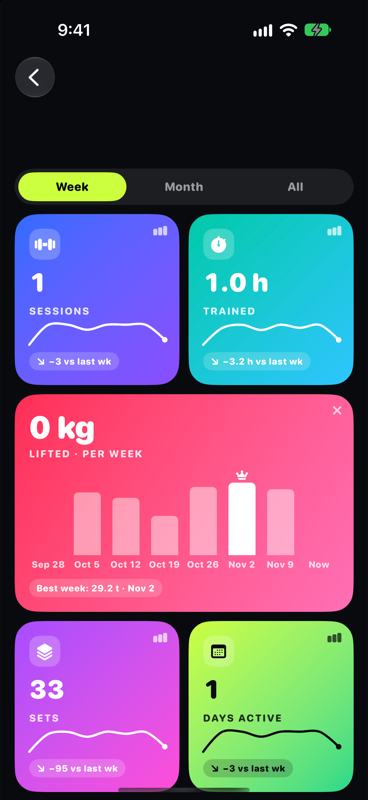 9:41
Week Month All
1
SESSIONS
↘ −3 vs last wk
1.0 h
TRAINED
↘ −3.2 h vs last wk
0 kg
LIFTED · PER WEEK
Sep 28 Oct 5 Oct 12 Oct 19 Oct 26 Nov 2 Nov 9 Now
Best week: 29.2 t · Nov 2
33
SETS
↘ −95 vs last wk
1
DAYS ACTIVE
↘ −3 vs last wk